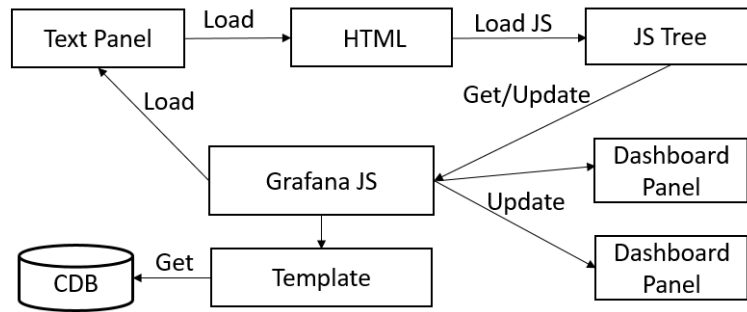 Text Panel
Load
HTML
Load JS
JS Tree
Load
Get/Update
Grafana JS
Dashboard
Panel
Update
CDB
Get
Template
Dashboard
Panel